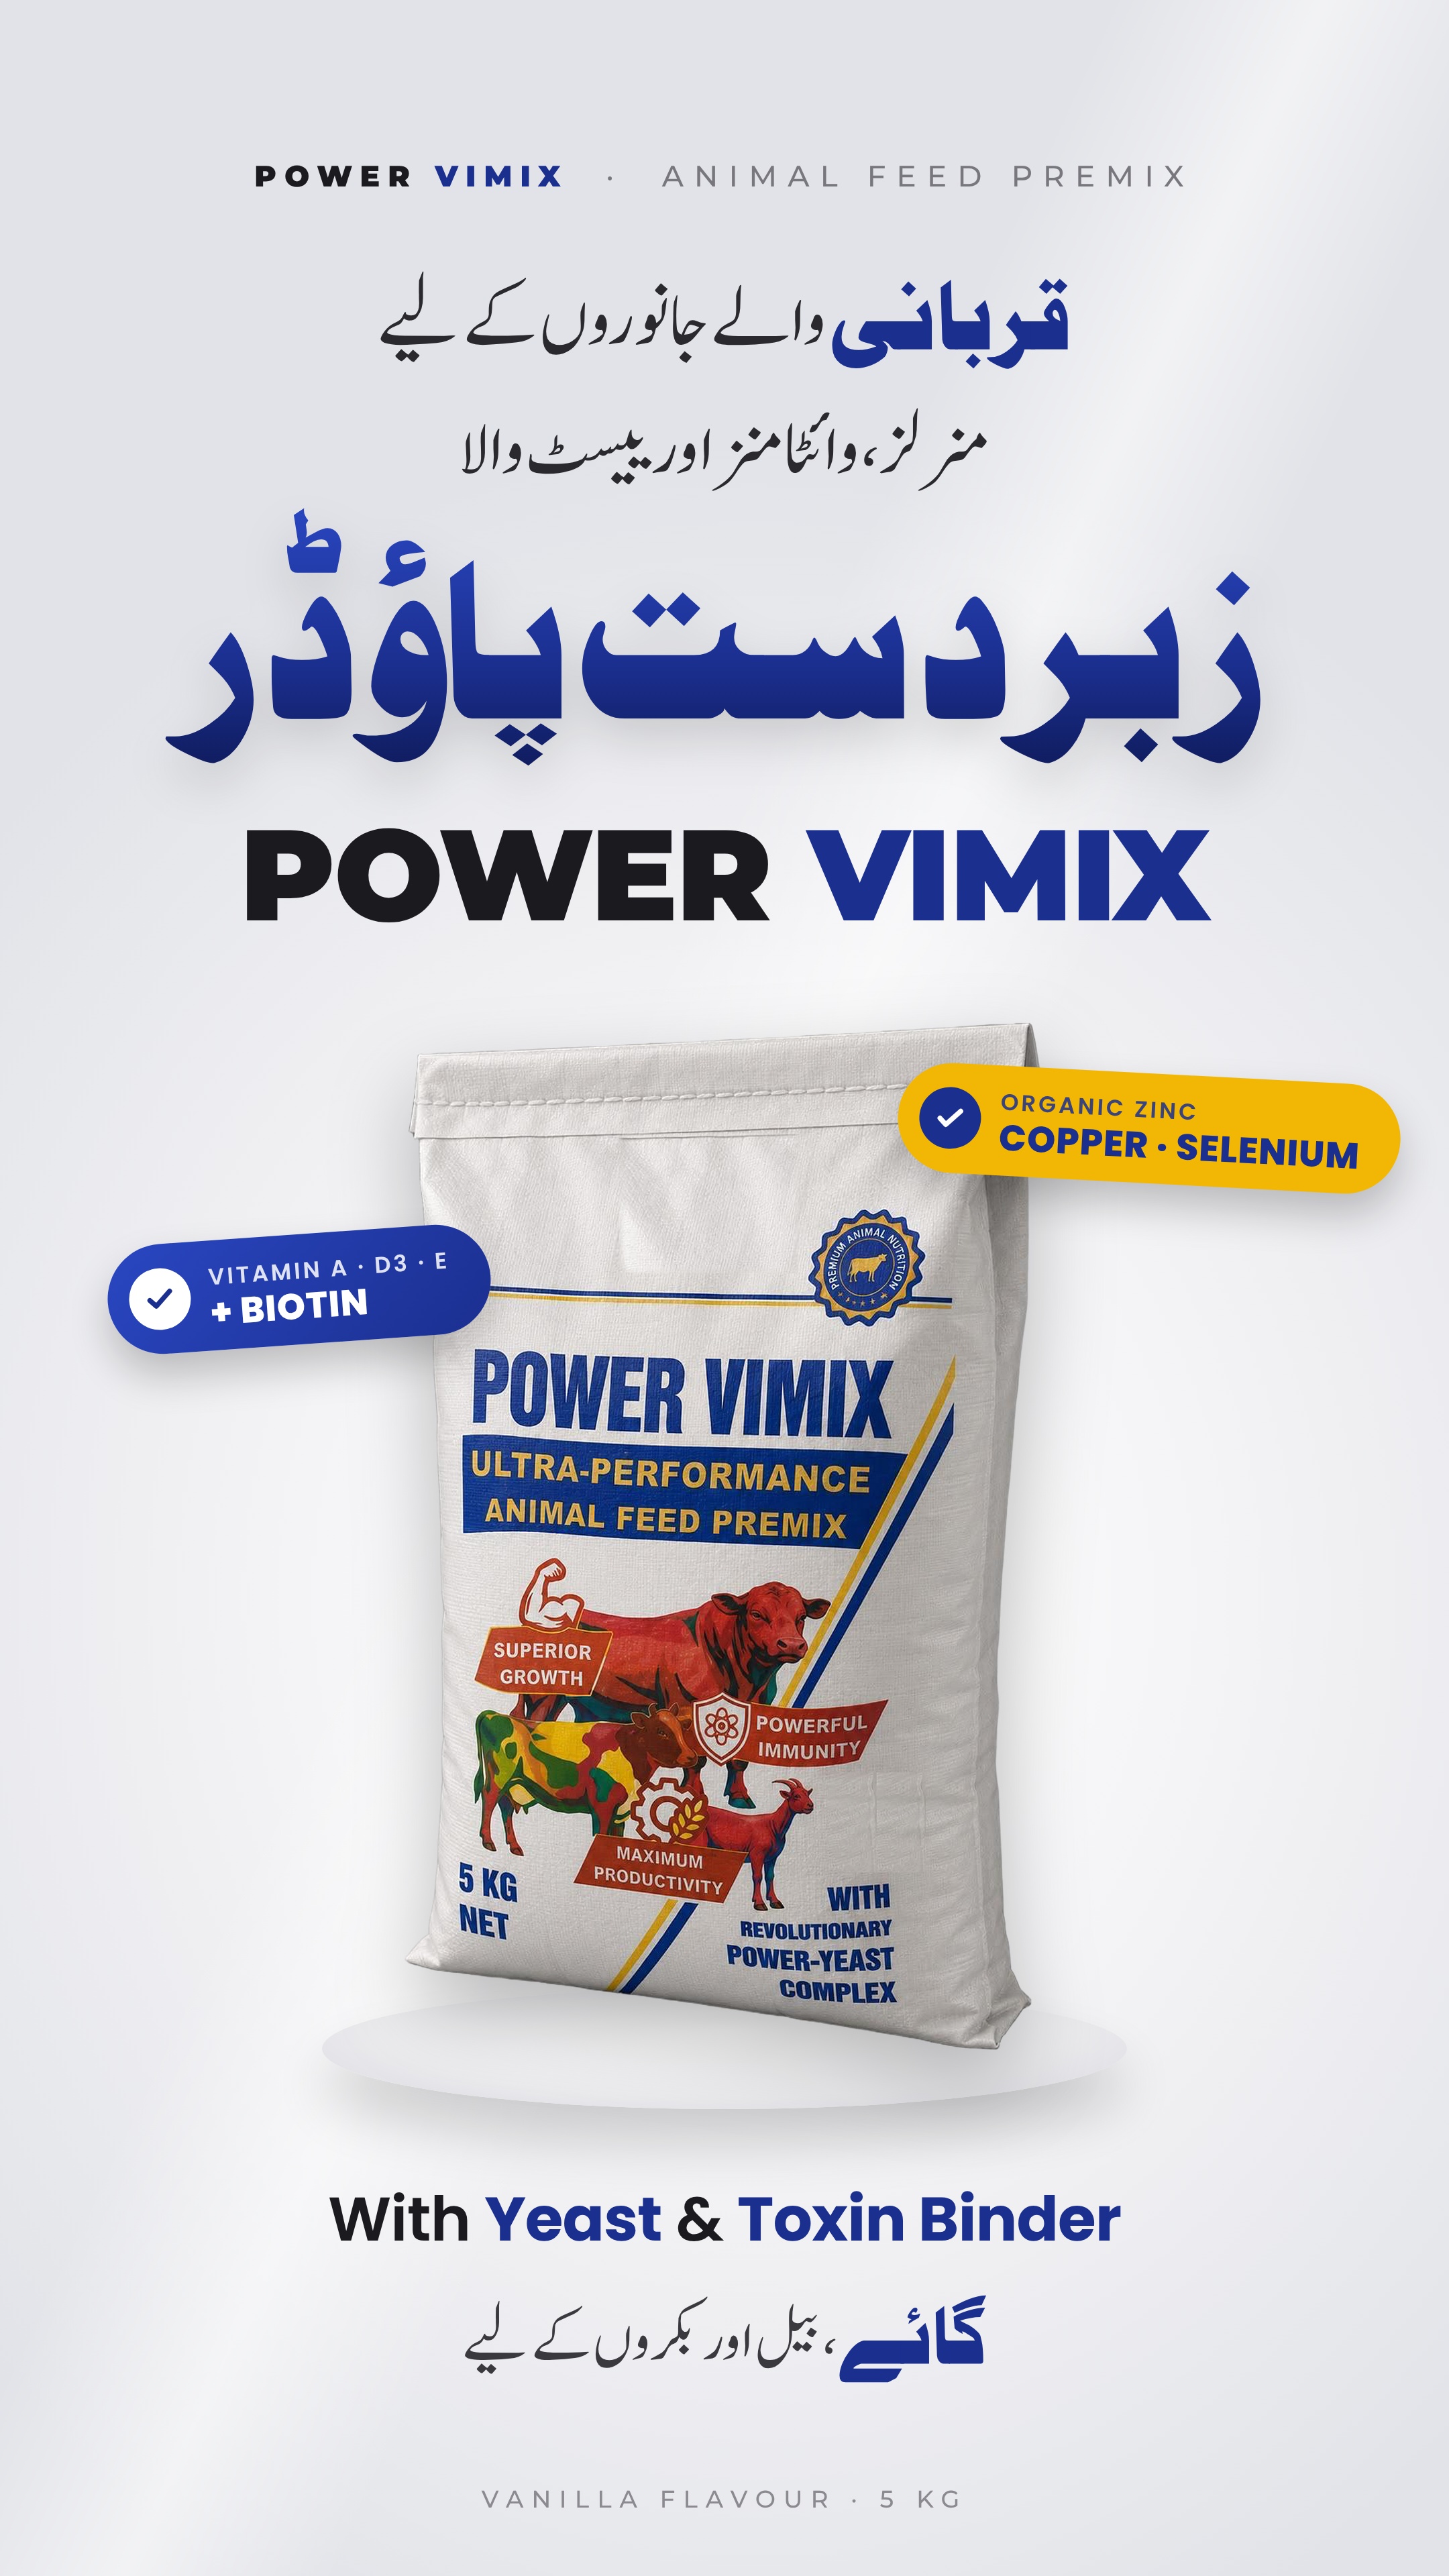 POWER VIMIX · ANIMAL FEED PREMIX
قربانی والے جانوروں کے لیے
منرلز، وائٹامنز اور ییسٹ والا
زبردست پاؤڈر
POWER VIMIX
ORGANIC ZINC
COPPER · SELENIUM
VITAMIN A · D3 · E
+ BIOTIN
PREMIUM ANIMAL NUTRITION
POWER VIMIX
ULTRA-PERFORMANCE
ANIMAL FEED PREMIX
SUPERIOR
GROWTH
POWERFUL
IMMUNITY
MAXIMUM
PRODUCTIVITY
5 KG
NET
WITH
REVOLUTIONARY
POWER-YEAST
COMPLEX
With Yeast & Toxin Binder
گائے، بیل اور بکروں کے لیے
VANILLA FLAVOUR · 5 KG